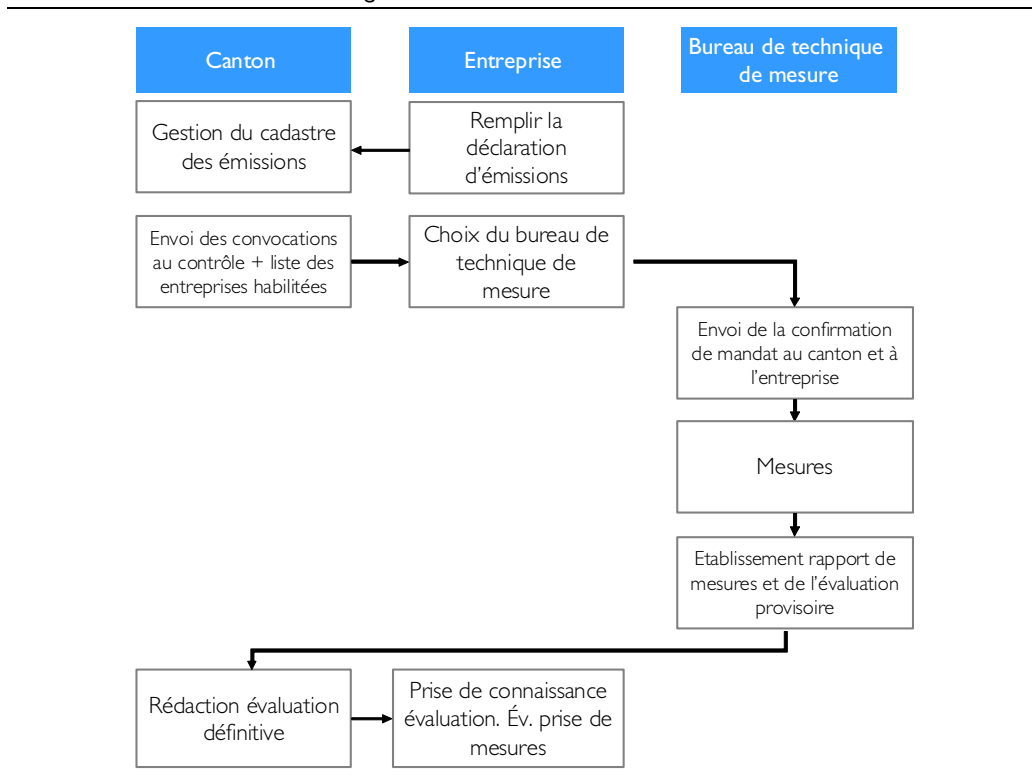 Canton
Entreprise
Bureau de technique
de mesure
Gestion du cadastre
des émissions
Remplir la
déclaration
d'émissions
Envoi des convocations
au contrôle + liste des
entreprises habilitées
Choix du bureau de
technique de
mesure
Envoi de la confirmation
de mandat au canton et à
l'entreprise
Mesures
Etablissement rapport de
mesures et de l'évaluation
provisoire
Rédaction évaluation
définitive
Prise de connaissance
évaluation. Év. prise de
mesures